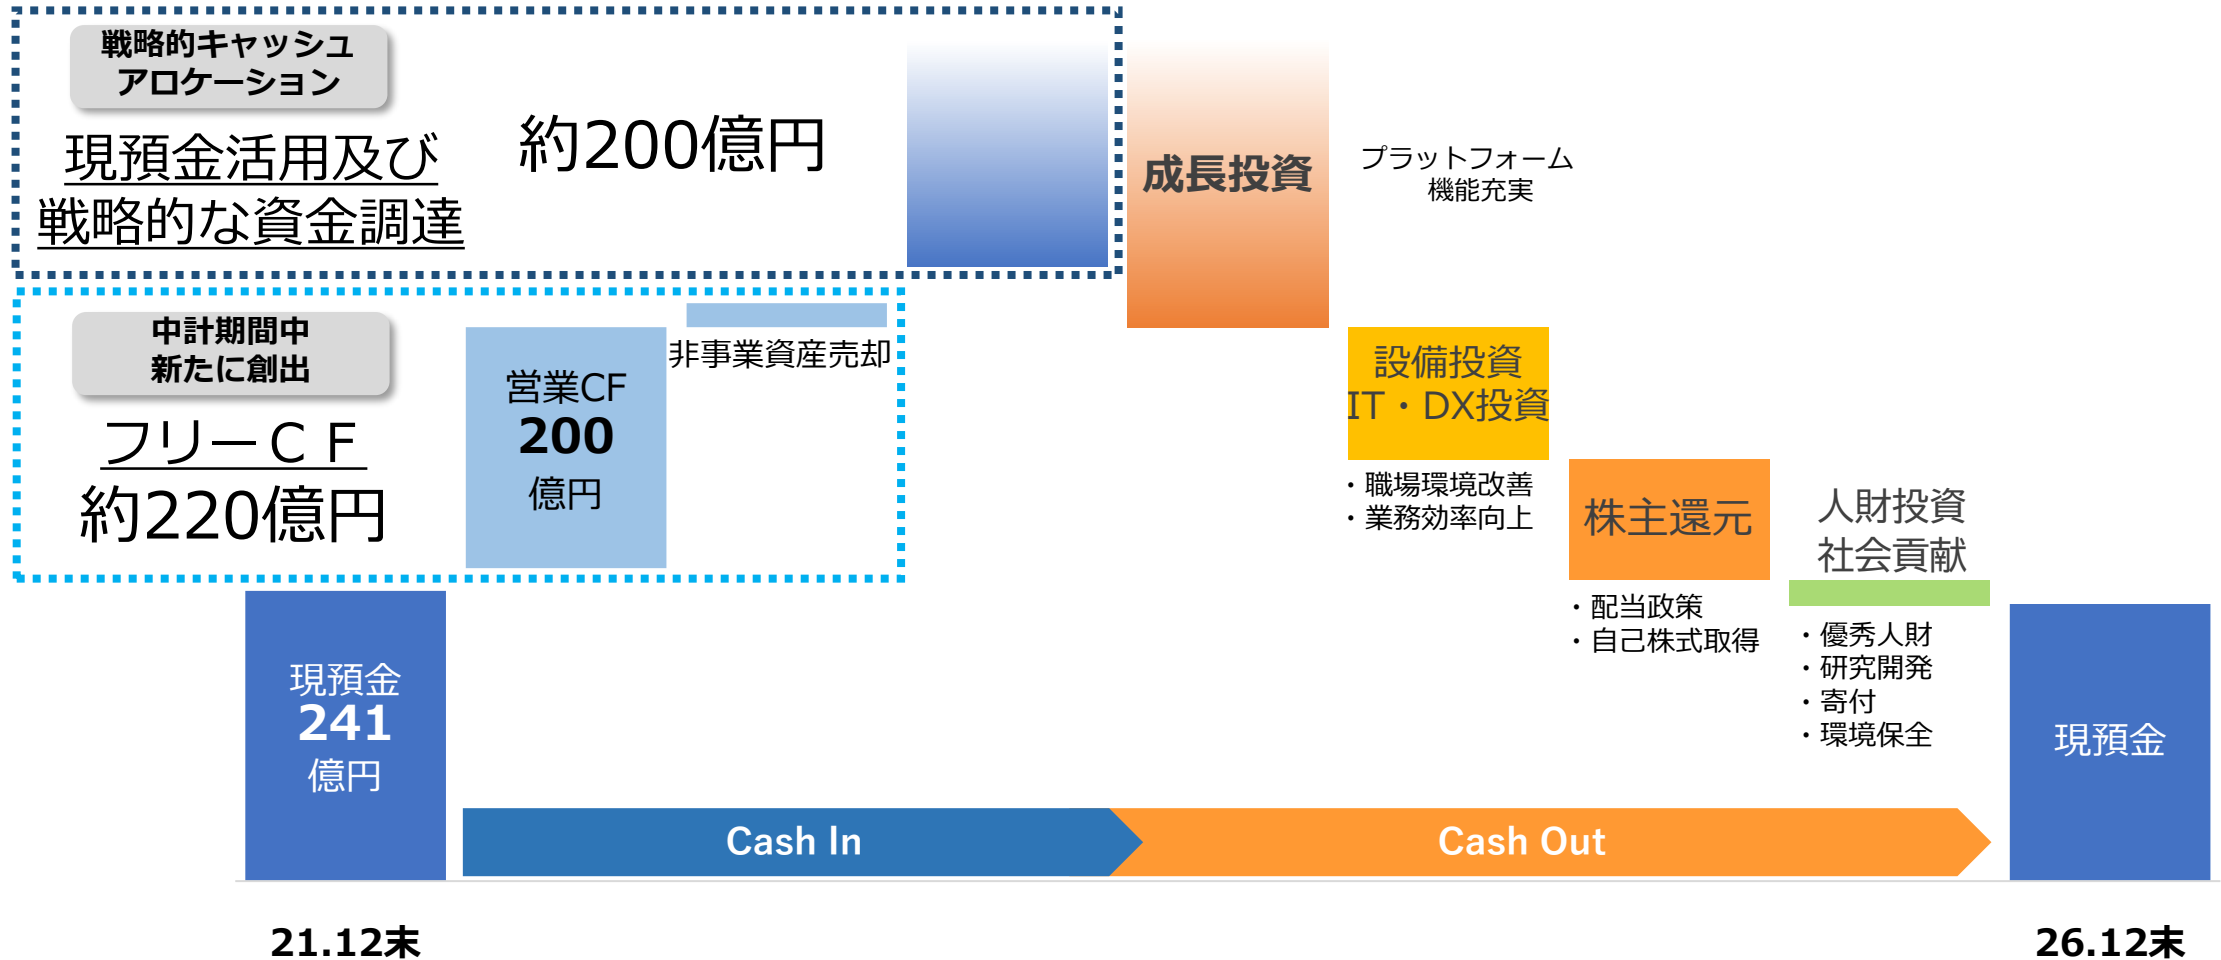 戦略的キャッシュ
アロケーション
現預金活用及び
戦略的な資金調達
約200億円
成長投資
プラットフォーム
機能充実
中計期間中
新たに創出
フリーＣＦ
約220億円
営業CF
200
億円
非事業資産売却
設備投資
IT・DX投資
・職場環境改善
・業務効率向上
株主還元
・配当政策
・自己株式取得
人財投資
社会貢献
・優秀人財
・研究開発
・寄付
・環境保全
現預金
241
億円
現預金
Cash In
Cash Out
21.12末
26.12末